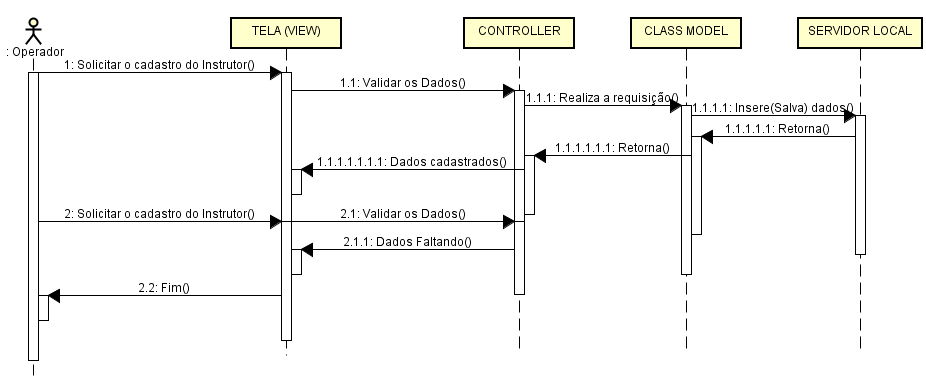 TELA (VIEW)
CONTROLLER
CLASS MODEL
SERVIDOR LOCAL
: Operador
1: Solicitar o cadastro do Instrutor()
1.1: Validar os Dados()
1.1.1: Realiza a requisição()
1.1.1.1: Insere(Salva) dados()
1.1.1.1.1: Retorna()
1.1.1.1.1.1: Retorna()
1.1.1.1.1.1.1: Dados cadastrados()
2: Solicitar o cadastro do Instrutor()
2.1: Validar os Dados()
2.1.1: Dados Faltando()
2.2: Fim()